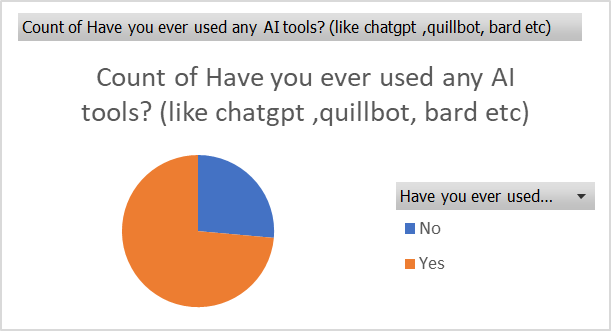 Count of Have you ever used any AI tools? (like chatgpt ,quillbot, bard etc)
Count of Have you ever used any AI
tools? (like chatgpt ,quillbot, bard etc)
Have you ever used...
No
Yes